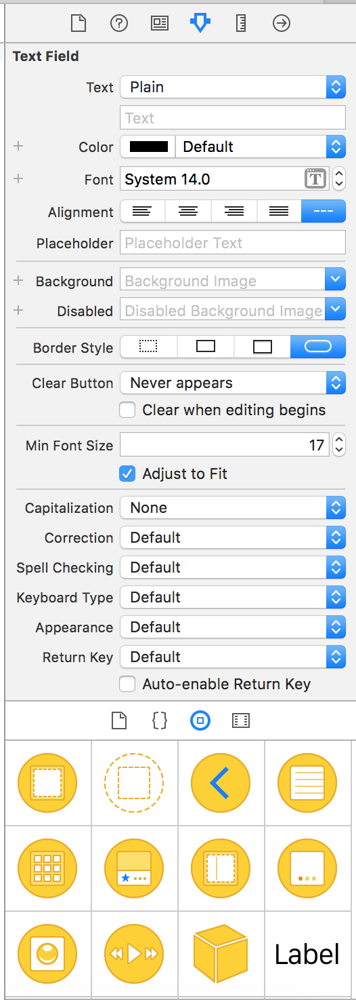 Text Field
Text Plain
Text
+ Color Default
+ Font System 14.0 T
Alignment
Placeholder Placeholder Text
+ Background Background Image
+ Disabled Disabled Background Image
Border Style
Clear Button Never appears
Clear when editing begins
Min Font Size 17
Adjust to Fit
Capitalization None
Correction Default
Spell Checking Default
Keyboard Type Default
Appearance Default
Return Key Default
Auto-enable Return Key
{}
Label